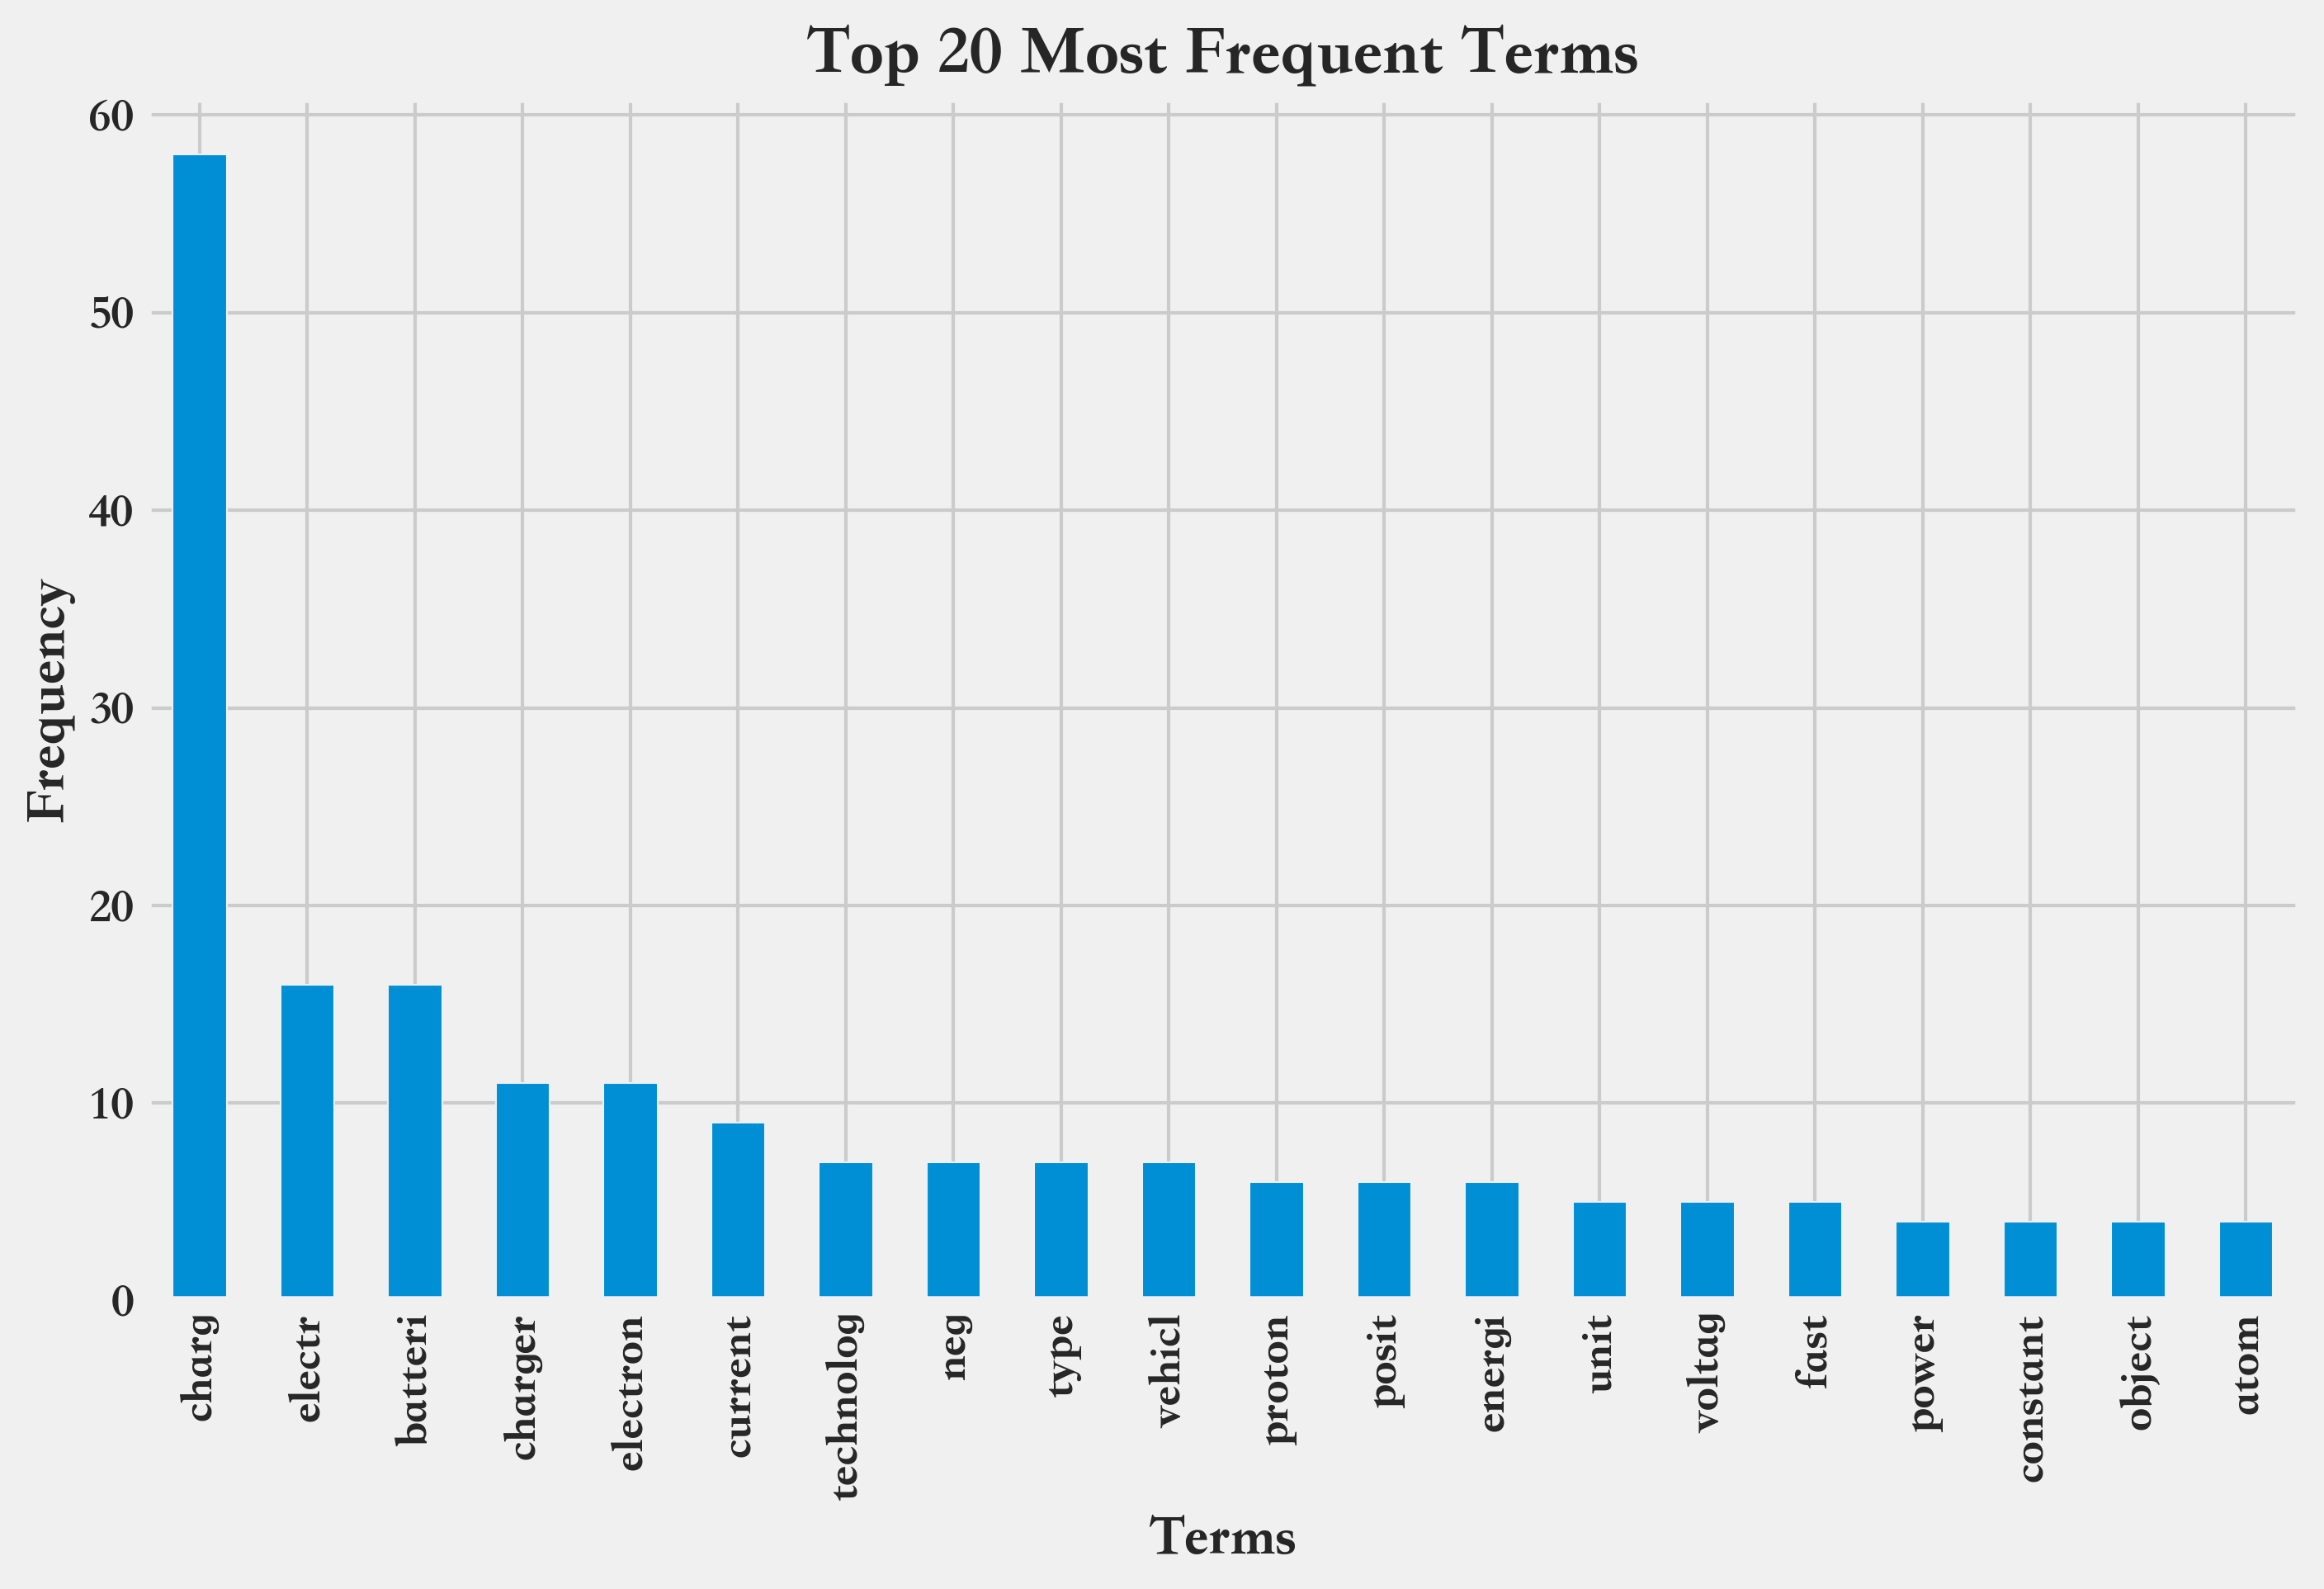 Top 20 Most Frequent Terms
60
50
40
30
20
10
0
Frequency
charg
electr
batteri
charger
electron
current
technolog
neg
type
vehicl
proton
posit
energi
unit
voltag
fast
power
constant
object
atom
Terms